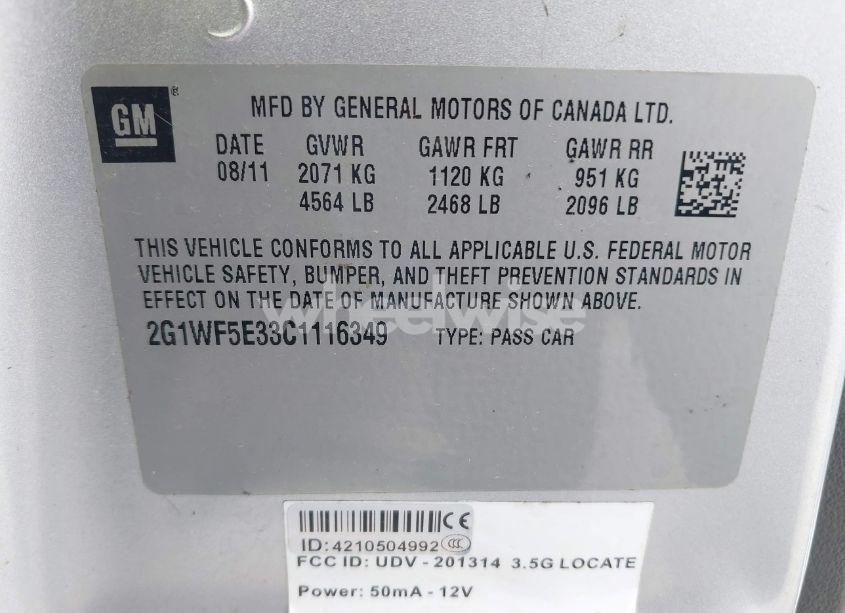 GM®
MFD BY GENERAL MOTORS OF CANADA LTD.
DATE GVWR GAWR FRT GAWR RR
08/11 2071 KG 1120 KG 951 KG
4564 LB 2468 LB 2096 LB
THIS VEHICLE CONFORMS TO ALL APPLICABLE U.S. FEDERAL MOTOR
VEHICLE SAFETY, BUMPER, AND THEFT PREVENTION STANDARDS IN
EFFECT ON THE DATE OF MANUFACTURE SHOWN ABOVE.
wheelwise
2G1WF5E33C1116349 TYPE: PASS CAR
CE
ID:4210504992 CCC
FCC ID: UDV - 201314 3.5G LOCATE
Power: 50mA - 12V